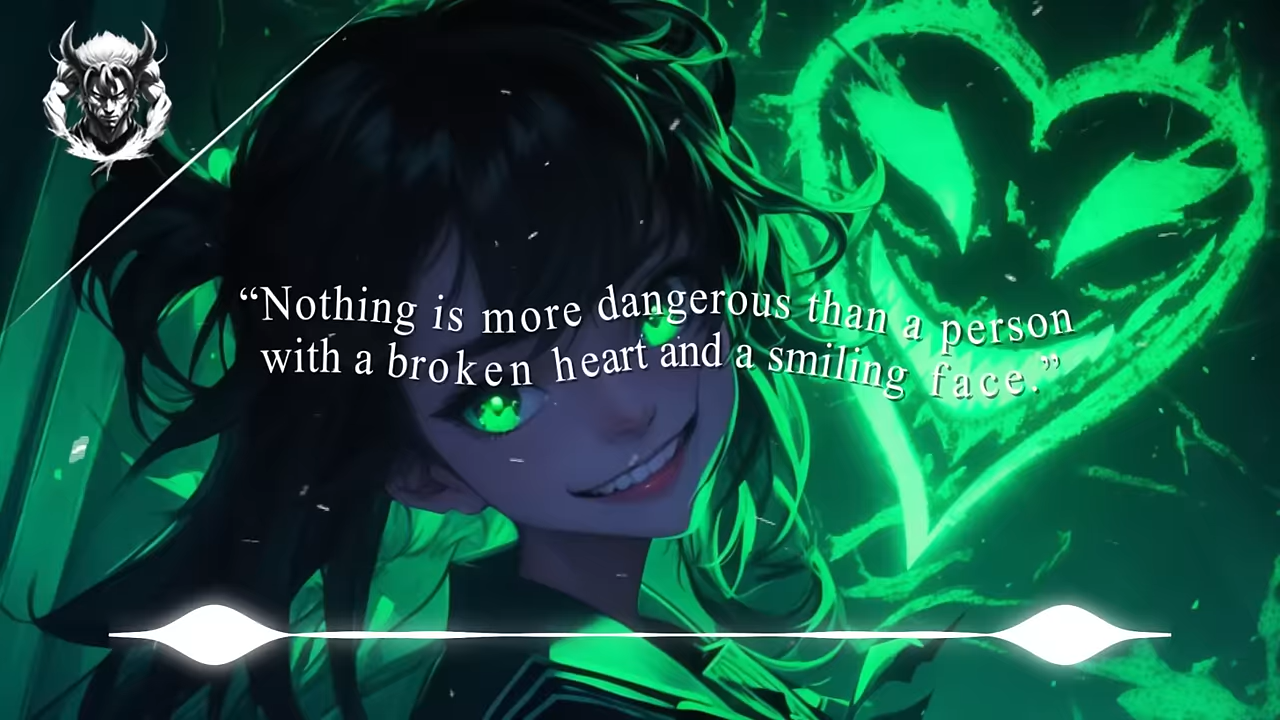 “Nothing is more dangerous than a person
with a broken heart and a smiling face.”